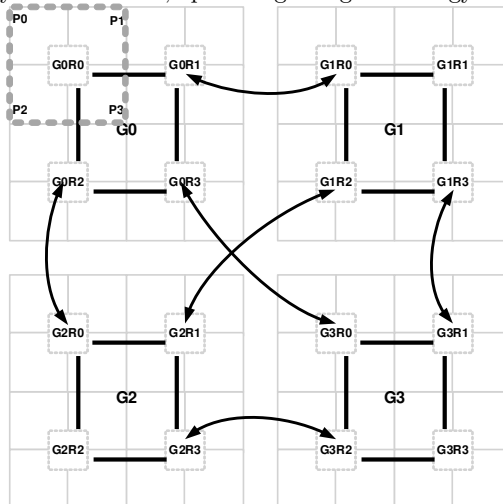 P0 P1
G0R0 G0R1 G1R0 G1R1
P2 P3
G0 G1
G0R2 G0R3 G1R2 G1R3
G2R0 G2R1 G3R0 G3R1
G2 G3
G2R2 G2R3 G3R2 G3R3